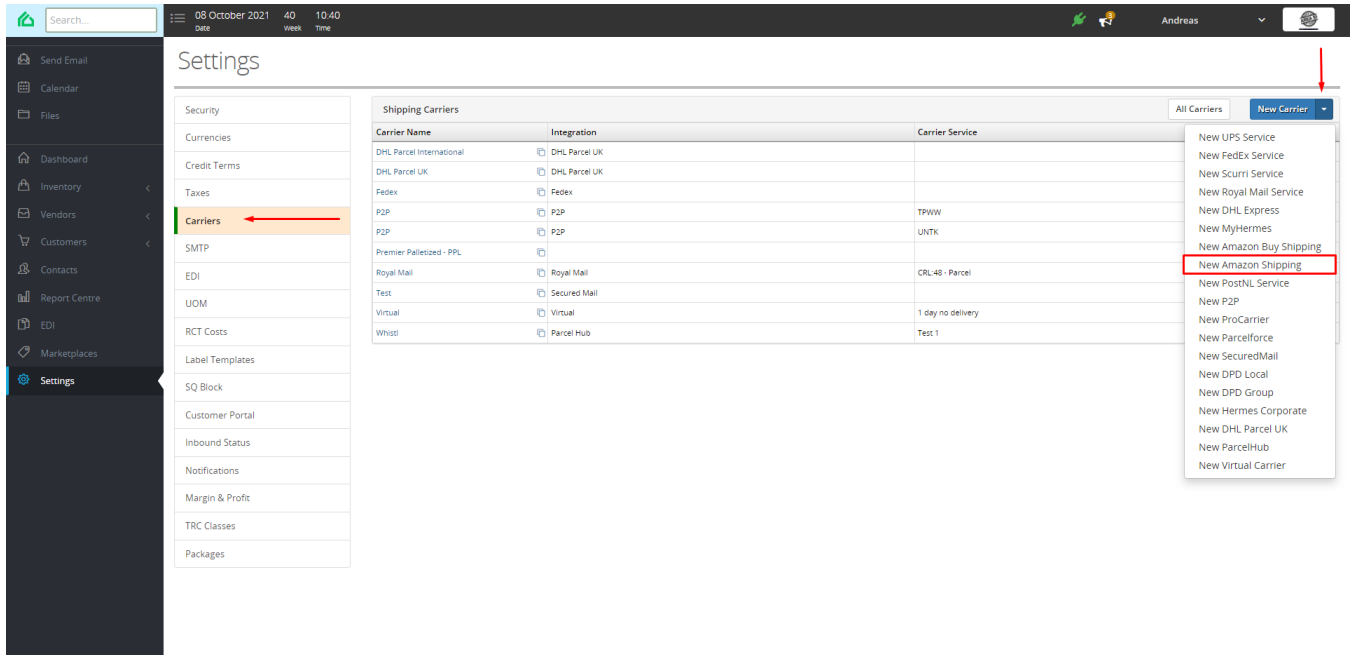 Search...
08 October 2021 40 10:40
Date Week Time
3
Andreas
Send Email
Calendar
Files
Dashboard
Inventory
Vendors
Customers
Contacts
Report Centre
EDI
Marketplaces
Settings
Settings
Security
Currencies
Credit Terms
Taxes
Carriers
SMTP
EDI
UOM
RCT Costs
Label Templates
SQ Block
Customer Portal
Inbound Status
Notifications
Margin & Profit
TRC Classes
Packages
Shipping Carriers All Carriers New Carrier
Carrier Name Integration Carrier Service
DHL Parcel International DHL Parcel UK
DHL Parcel UK DHL Parcel UK
Fedex Fedex
P2P P2P TPWW
P2P P2P UNTK
Premier Palletized - PPL
Royal Mail Royal Mail CRL:48 - Parcel
Test Secured Mail
Virtual Virtual 1 day no delivery
Whistl Parcel Hub Test 1
New UPS Service
New FedEx Service
New Scurri Service
New Royal Mail Service
New DHL Express
New MyHermes
New Amazon Buy Shipping
New Amazon Shipping
New PostNL Service
New P2P
New ProCarrier
New Parcelforce
New SecuredMail
New DPD Local
New DPD Group
New Hermes Corporate
New DHL Parcel UK
New ParcelHub
New Virtual Carrier